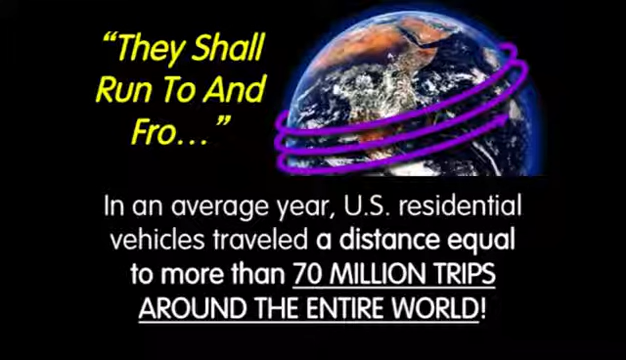 “They Shall
Run To And
Fro…”
In an average year, U.S. residential
vehicles traveled a distance equal
to more than 70 MILLION TRIPS
AROUND THE ENTIRE WORLD!